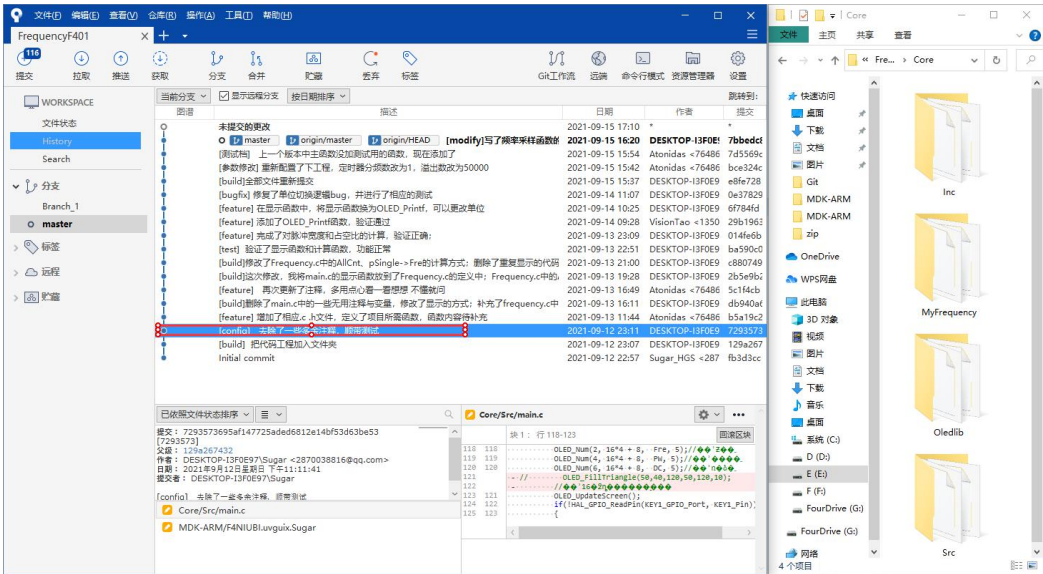 文件(F) 编辑(E) 查看(V) 仓库(R) 操作(A) 工具(T) 帮助(H)
FrequencyF401
116
提交 拉取 推送 获取 分支 合并 贮藏 丢弃 标签 Git工作流 远端 命令行模式 资源管理器 设置
WORKSPACE
文件状态
History
Search
分支
Branch_1
master
标签
远程
贮藏
当前分支 显示远程分支 按日期排序 跳转到:
图谱 描述 日期 作者 提交
未提交的更改 2021-09-15 17:10 * *
master origin/master origin/HEAD [modify]写了频率采样函数的 2021-09-15 16:20 DESKTOP-I3F0E9 7bbedc8
[测试档] 上一个版本中主函数没加测试用的函数，现在添加了 2021-09-15 15:54 Atonidas <76486 7d5569c
[参数修改] 重新配置了下工程，定时器分频数改为1，溢出数改为50000 2021-09-15 15:42 Atonidas <76486 bce324c
[build]全部文件重新提交 2021-09-15 15:37 DESKTOP-I3F0E9 e8fe728
[bugfix] 修复了单位切换逻辑bug，并进行了相应的测试 2021-09-14 11:07 DESKTOP-I3F0E9 0e37829
[feature] 在显示函数中，将显示函数换为OLED_Printf，可以更改单位 2021-09-14 10:25 DESKTOP-I3F0E9 6f784fd
[feature] 添加了OLED_Printf函数，验证通过 2021-09-14 09:28 VisionTao <1350 29b1963
[feature] 完成了对脉冲宽度和占空比的计算，验证正确； 2021-09-13 23:09 DESKTOP-I3F0E9 014fe6b
[test] 验证了显示函数和计算函数，功能正常 2021-09-13 22:51 DESKTOP-I3F0E9 ba590c0
[build]修改了Frequency.c中的AllCnt，pSingle->Fre的计算方式；删除了重复显示的代码 2021-09-13 21:00 DESKTOP-I3F0E9 c880749
[build]这次修改，我将main.c的显示函数放到了Frequency.c的定义中；Frequency.c中的. 2021-09-13 19:28 DESKTOP-I3F0E9 2b5e9b2
[feature] 再次更新了注释，多用点心看一看想想 不懂就问 2021-09-13 16:49 Atonidas <76486 5c1f4cb
[build]删除了main.c中的一些无用注释与变量，修改了显示的方式；补充了frequency.c中 2021-09-13 16:11 DESKTOP-I3F0E9 db940a6
[feature] 增加了相应.c .h文件，定义了项目所需函数，函数内容待补充 2021-09-13 11:44 Atonidas <76486 b5a19c2
[config] 去除了一些多余注释，顺带测试 2021-09-12 23:11 DESKTOP-I3F0E9 7293573
[build] 把代码工程加入文件夹 2021-09-12 23:07 DESKTOP-I3F0E9 129a267
Initial commit 2021-09-12 22:57 Sugar_HGS <287 fb3d3cc
已依照文件状态排序
提交: 7293573695af147725aded6812e14bf53d63be53
[7293573]
父级: 129a267432
作者: DESKTOP-I3F0E97\Sugar <2870038816@qq.com>
日期: 2021年9月12日星期日 下午11:11:41
提交者: DESKTOP-I3F0E97\Sugar
[config] 去除了一些多余注释，顺带测试
Core/Src/main.c
MDK-ARM/F4NIUBI.uvguix.Sugar
Core/Src/main.c
块 1: 行 118-123 回滚区块
118 118 OLED_Num(2, 16*4 + 8, Fre, 5);//
119 119 OLED_Num(4, 16*4 + 8, PW, 5);//
120 120 OLED_Num(6, 16*4 + 8, DC, 5);//
121 - // OLED_FillTriangle(50,40,120,50,120,10);
122 - //
123 121 OLED_UpdateScreen();
124 122 if(!HAL_GPIO_ReadPin(KEY1_GPIO_Port, KEY1_Pin))
125 123 {
Core
文件 主页 共享 查看
« Fre... › Core
快速访问
桌面
下载
文档
图片
Git
MDK-ARM
MDK-ARM
zip
OneDrive
WPS网盘
此电脑
3D 对象
视频
图片
文档
下载
音乐
桌面
系统 (C:)
D (D:)
E (E:)
F (F:)
FourDrive (G:)
FourDrive (G:)
网络
Inc
MyFrequency
Oledlib
Src
4 个项目